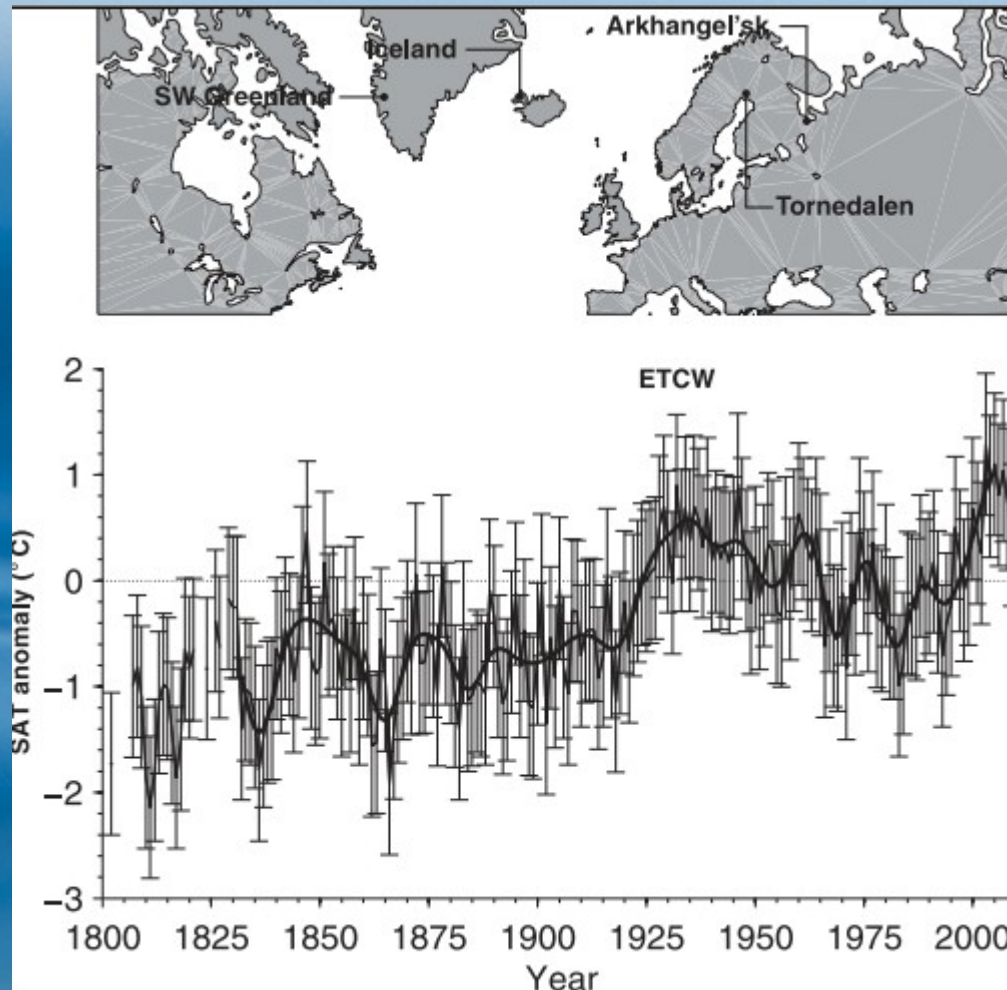 Arkhangel'sk
Iceland
SW Greenland
Tornedalen
ETCW
2
1
0
−1
−2
−3
SAT anomaly (°C)
1800 1825 1850 1875 1900 1925 1950 1975 2000
Year